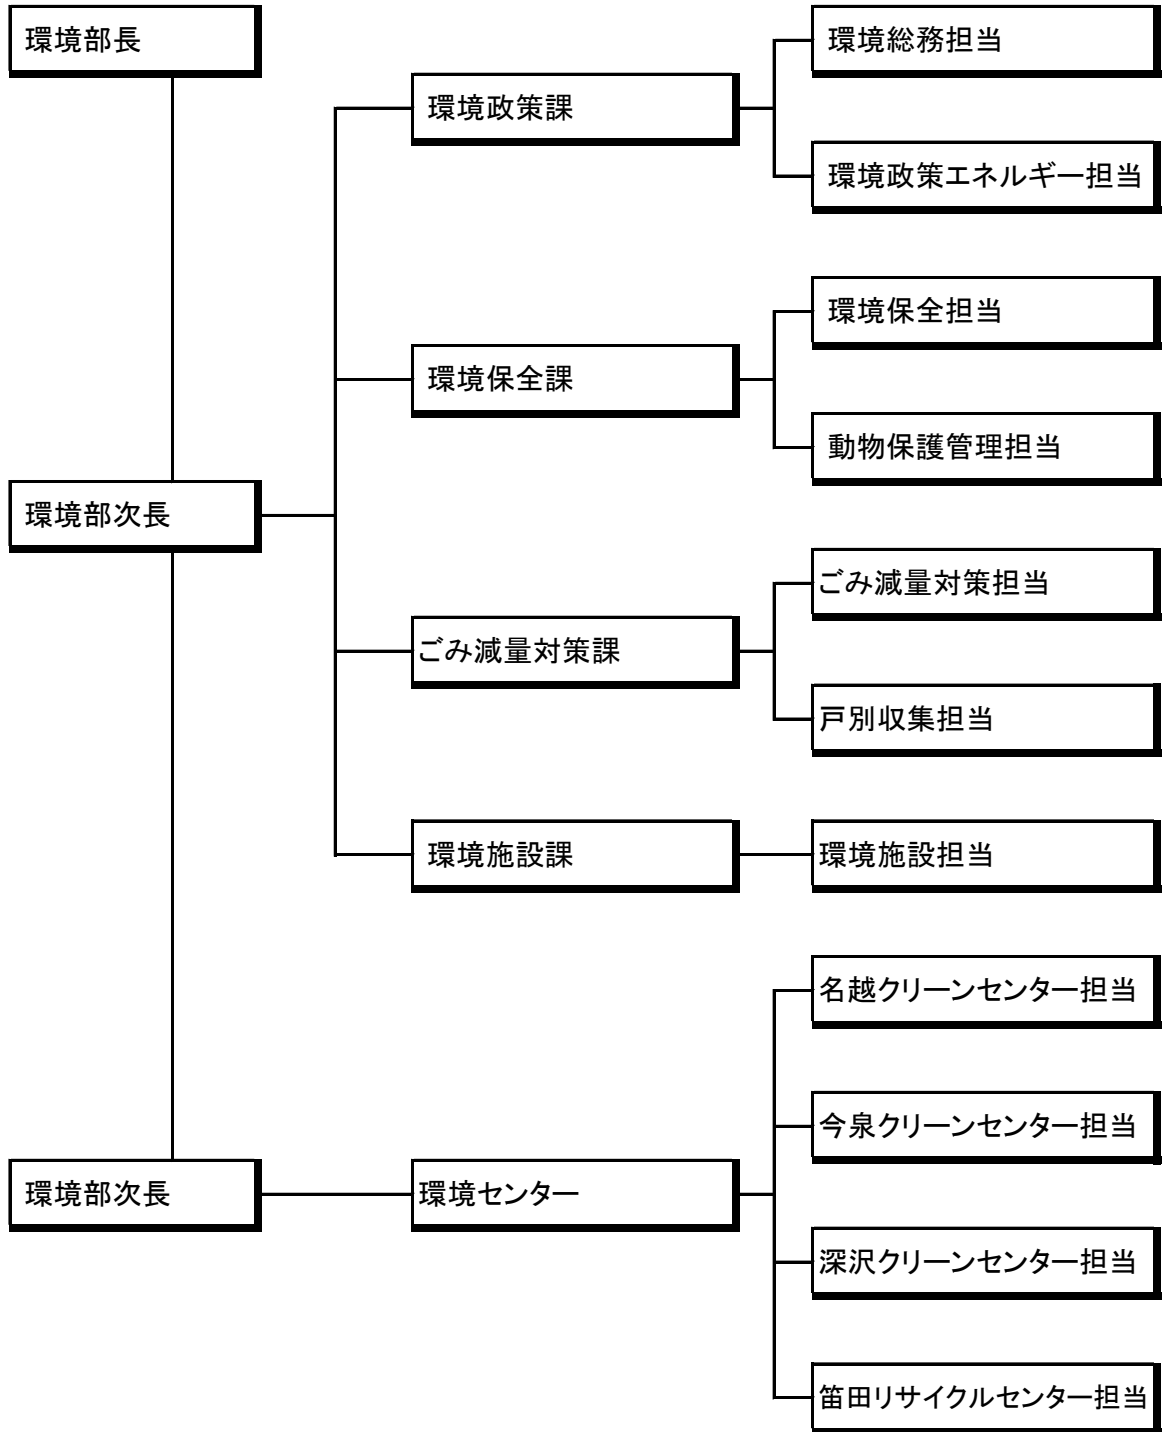 環境部長
環境総務担当
環境政策課
環境政策エネルギー担当
環境保全担当
環境保全課
動物保護管理担当
環境部次長
ごみ減量対策担当
ごみ減量対策課
戸別収集担当
環境施設課
環境施設担当
名越クリーンセンター担当
今泉クリーンセンター担当
環境部次長
環境センター
深沢クリーンセンター担当
笛田リサイクルセンター担当